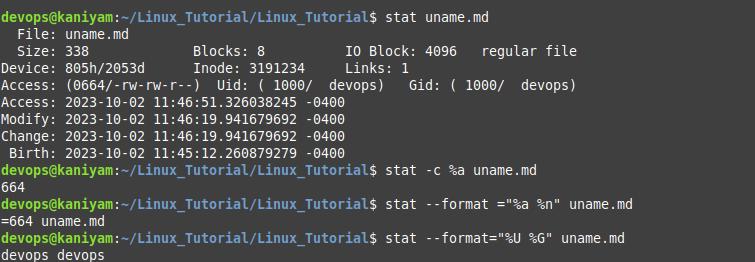 devops@kaniyam:~/Linux_Tutorial/Linux_Tutorial$ stat uname.md
  File: uname.md
  Size: 338             Blocks: 8          IO Block: 4096   regular file
Device: 805h/2053d      Inode: 3191234     Links: 1
Access: (0664/-rw-rw-r--)  Uid: ( 1000/  devops)   Gid: ( 1000/  devops)
Access: 2023-10-02 11:46:51.326038245 -0400
Modify: 2023-10-02 11:46:19.941679692 -0400
Change: 2023-10-02 11:46:19.941679692 -0400
 Birth: 2023-10-02 11:45:12.260879279 -0400
devops@kaniyam:~/Linux_Tutorial/Linux_Tutorial$ stat -c %a uname.md
664
devops@kaniyam:~/Linux_Tutorial/Linux_Tutorial$ stat --format ="%a %n" uname.md
=664 uname.md
devops@kaniyam:~/Linux_Tutorial/Linux_Tutorial$ stat --format="%U %G" uname.md
devops devops